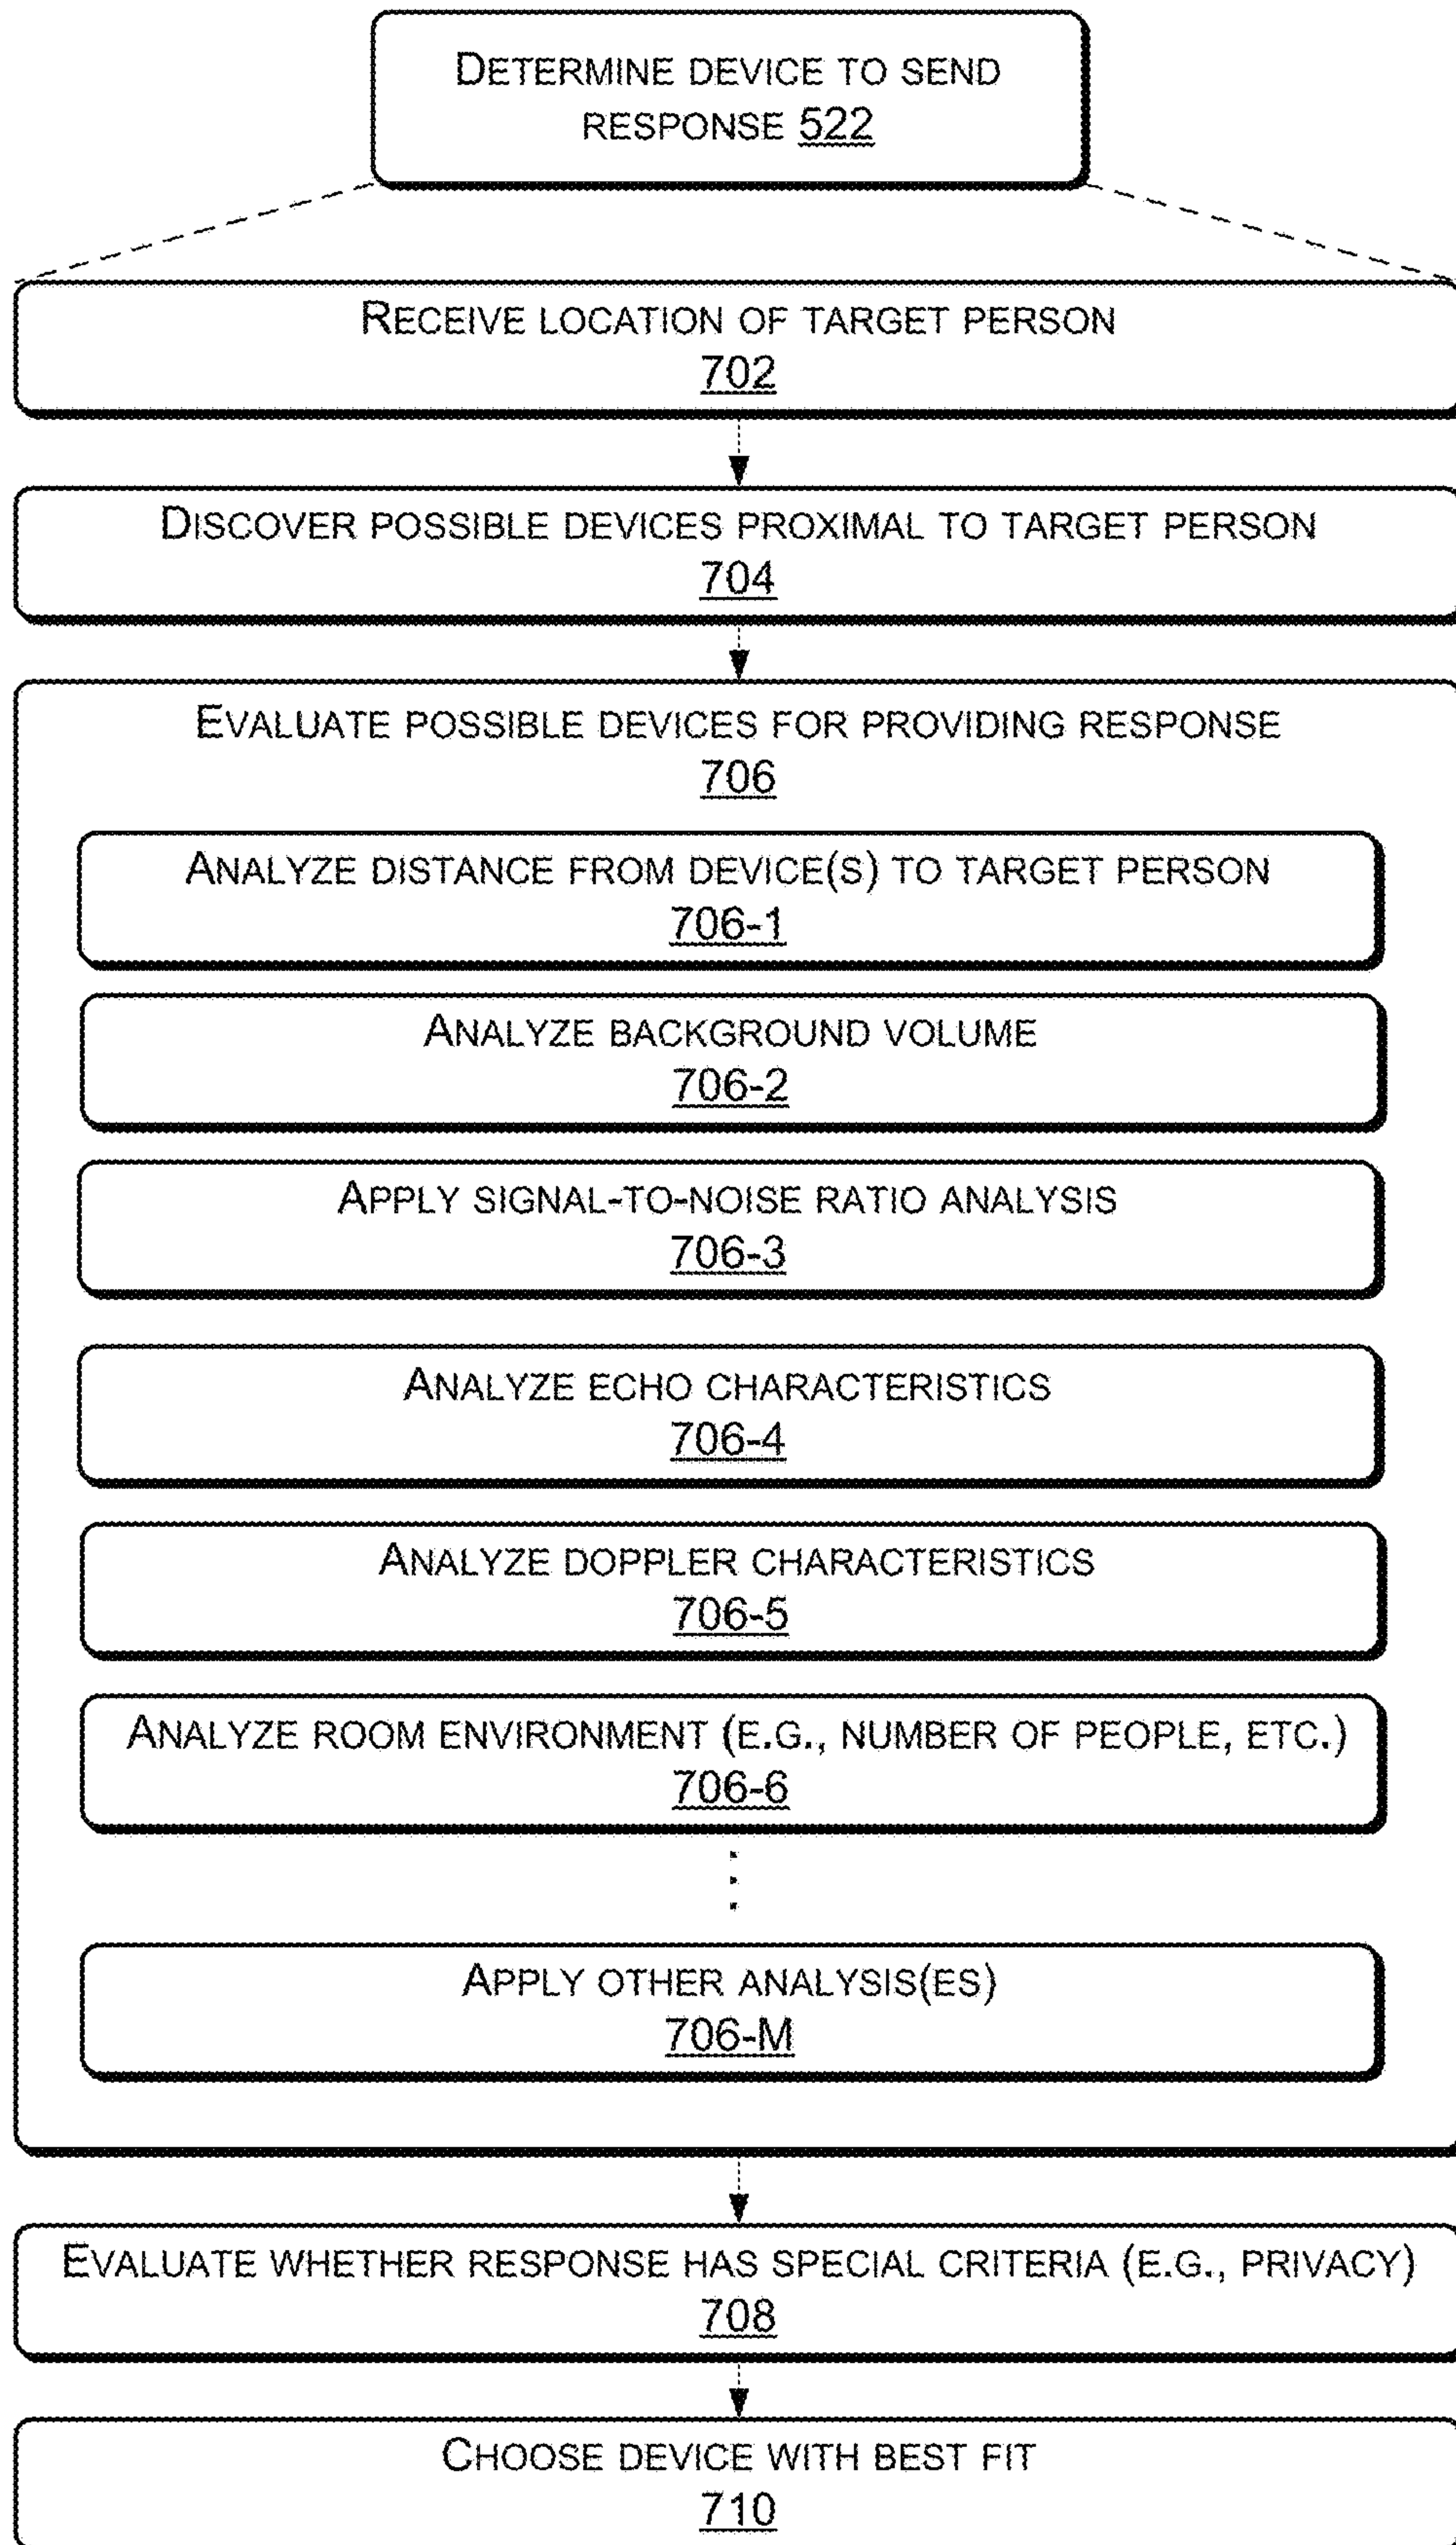 DETERMINE DEVICE TO SEND
RESPONSE 522
RECEIVE LOCATION OF TARGET PERSON
702
DISCOVER POSSIBLE DEVICES PROXIMAL TO TARGET PERSON
704
EVALUATE POSSIBLE DEVICES FOR PROVIDING RESPONSE
706
ANALYZE DISTANCE FROM DEVICE(S) TO TARGET PERSON
706-1
ANALYZE BACKGROUND VOLUME
706-2
APPLY SIGNAL-TO-NOISE RATIO ANALYSIS
706-3
ANALYZE ECHO CHARACTERISTICS
706-4
ANALYZE DOPPLER CHARACTERISTICS
706-5
ANALYZE ROOM ENVIRONMENT (E.G., NUMBER OF PEOPLE, ETC.)
706-6
APPLY OTHER ANALYSIS(ES)
706-M
EVALUATE WHETHER RESPONSE HAS SPECIAL CRITERIA (E.G., PRIVACY)
708
CHOOSE DEVICE WITH BEST FIT
710